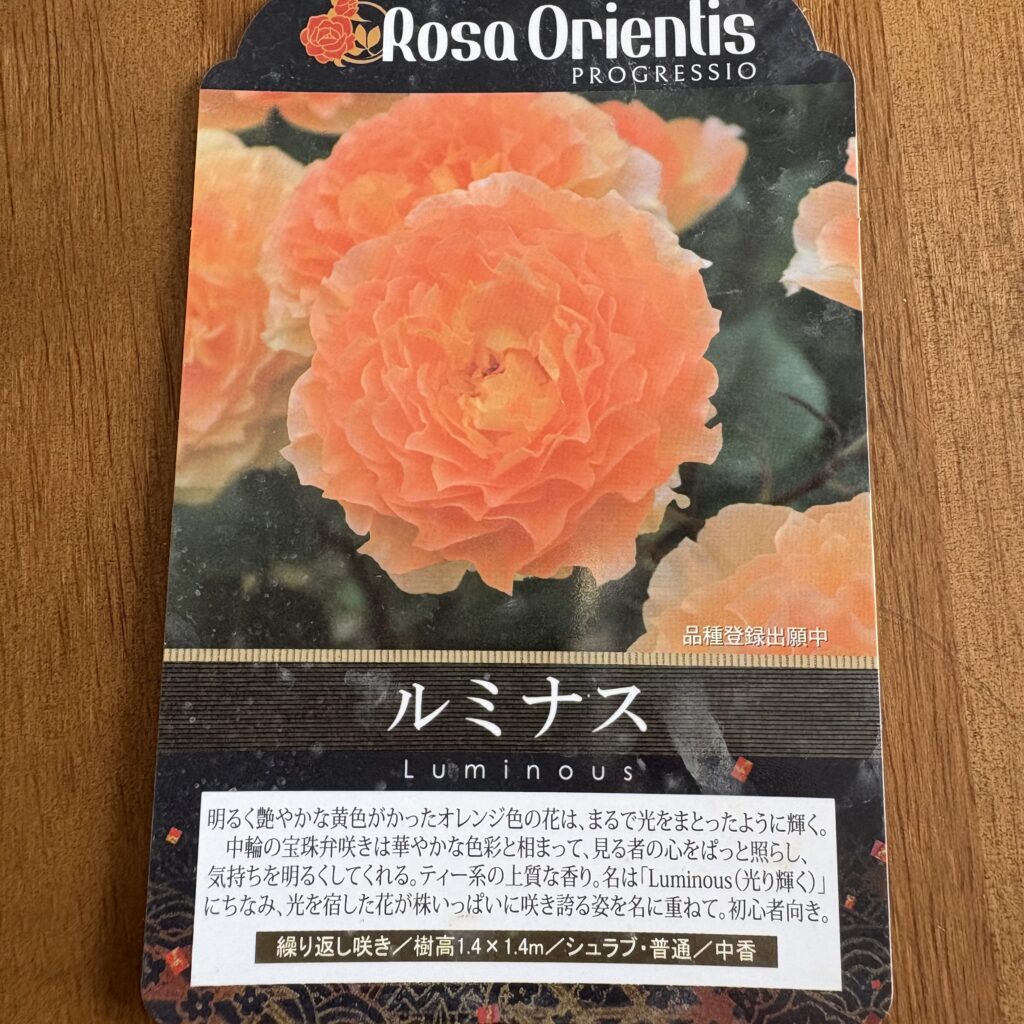 Rosa Orientis
PROGRESSIO
品種登録出願中
ルミナス
Luminous
明るく艶やかな黄色がかったオレンジ色の花は、まるで光をまとったように輝く。
中輪の宝珠弁咲きは華やかな色彩と相まって、見る者の心をぱっと照らし、
気持ちを明るくしてくれる。ティー系の上質な香り。名は「Luminous(光り輝く)」
にちなみ、光を宿した花が株いっぱいに咲き誇る姿を名に重ねて。初心者向き。
繰り返し咲き／樹高1.4×1.4m／シュラブ・普通／中香